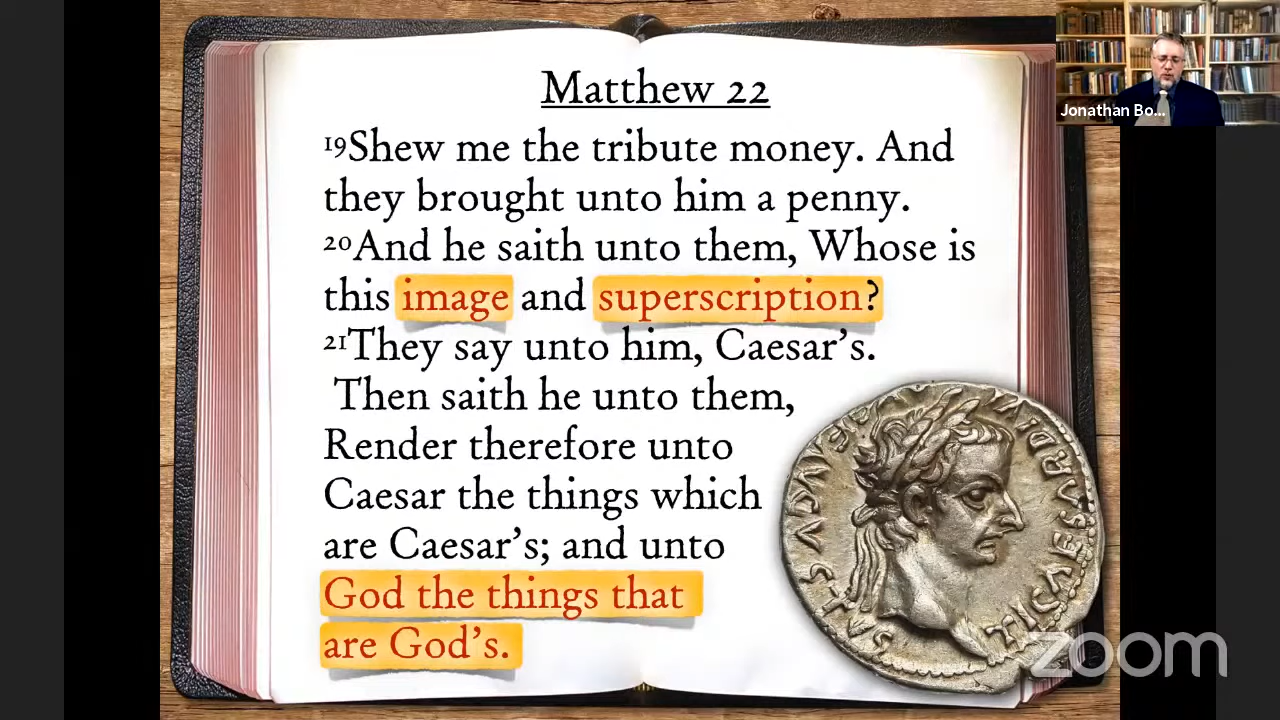 Matthew 22
19Shew me the tribute money. And
they brought unto him a penny.
20And he saith unto them, Whose is
this image and superscription?
21They say unto him, Caesar’s.
Then saith he unto them,
Render therefore unto
Caesar the things which
are Caesar’s; and unto
God the things that
are God’s.
Jonathan Bo...
zoom